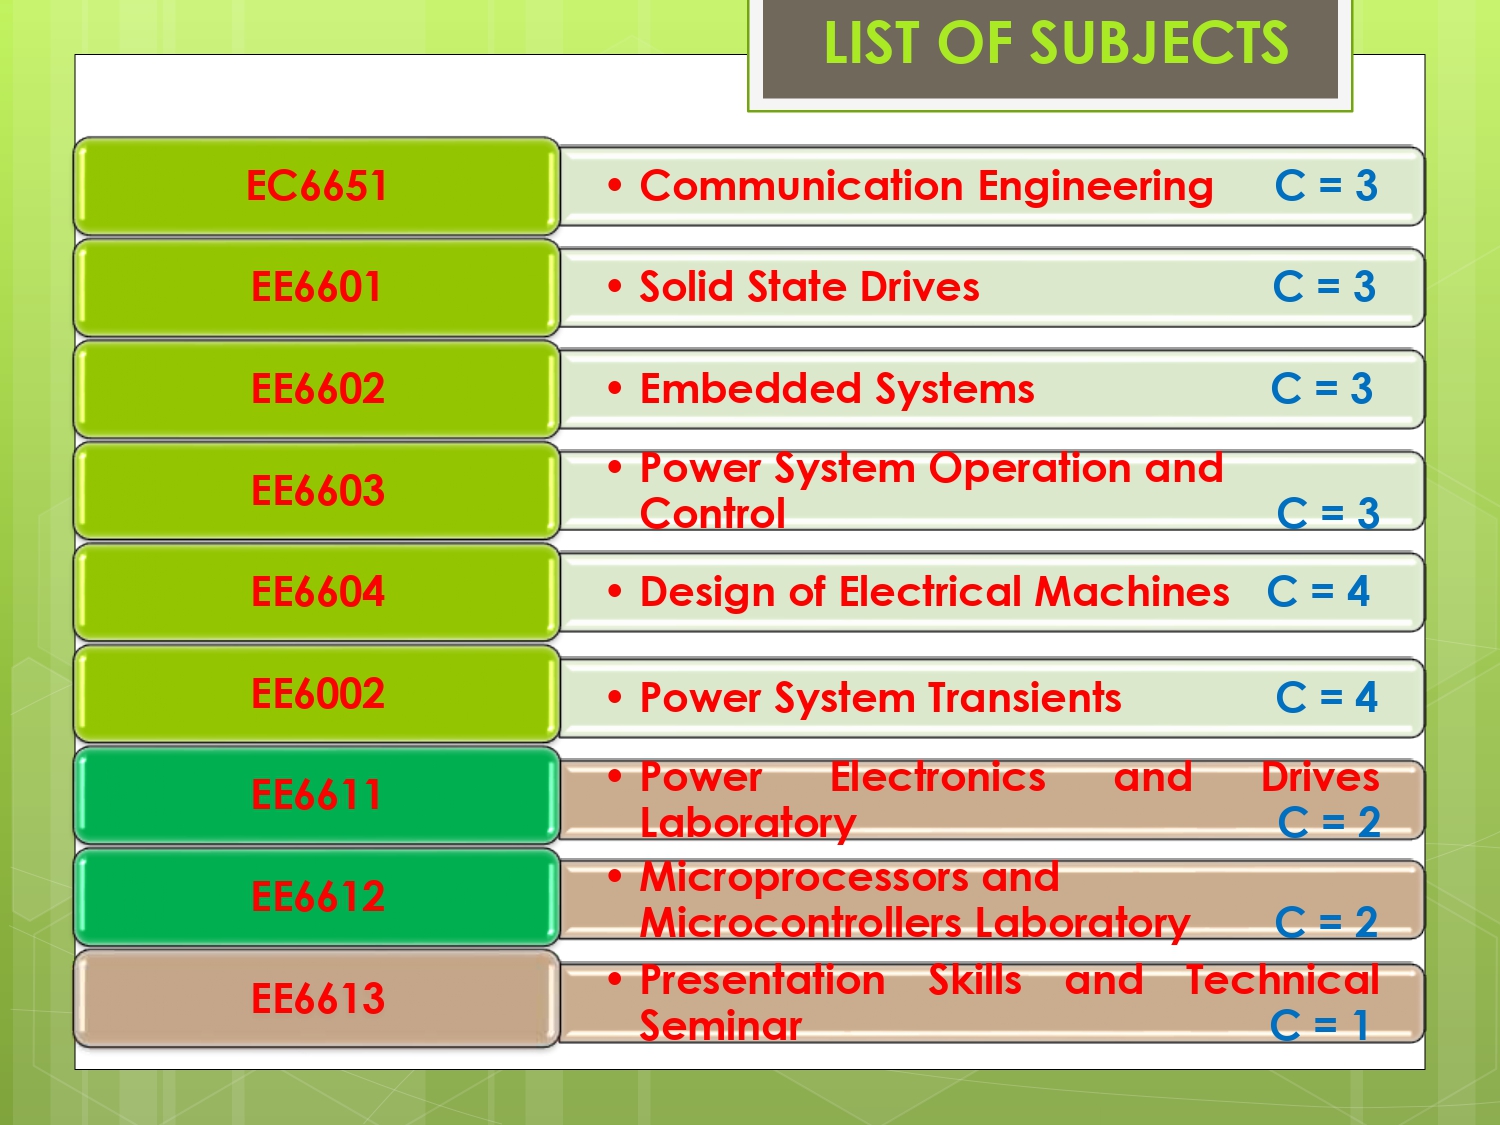 LIST OF SUBJECTS
EC6651
• Communication Engineering C = 3
EE6601
• Solid State Drives C = 3
EE6602
• Embedded Systems C = 3
EE6603
• Power System Operation and
Control C = 3
EE6604
• Design of Electrical Machines C = 4
EE6002
• Power System Transients C = 4
EE6611
• Power Electronics and Drives
Laboratory C = 2
EE6612
• Microprocessors and
Microcontrollers Laboratory C = 2
EE6613
• Presentation Skills and Technical
Seminar C = 1